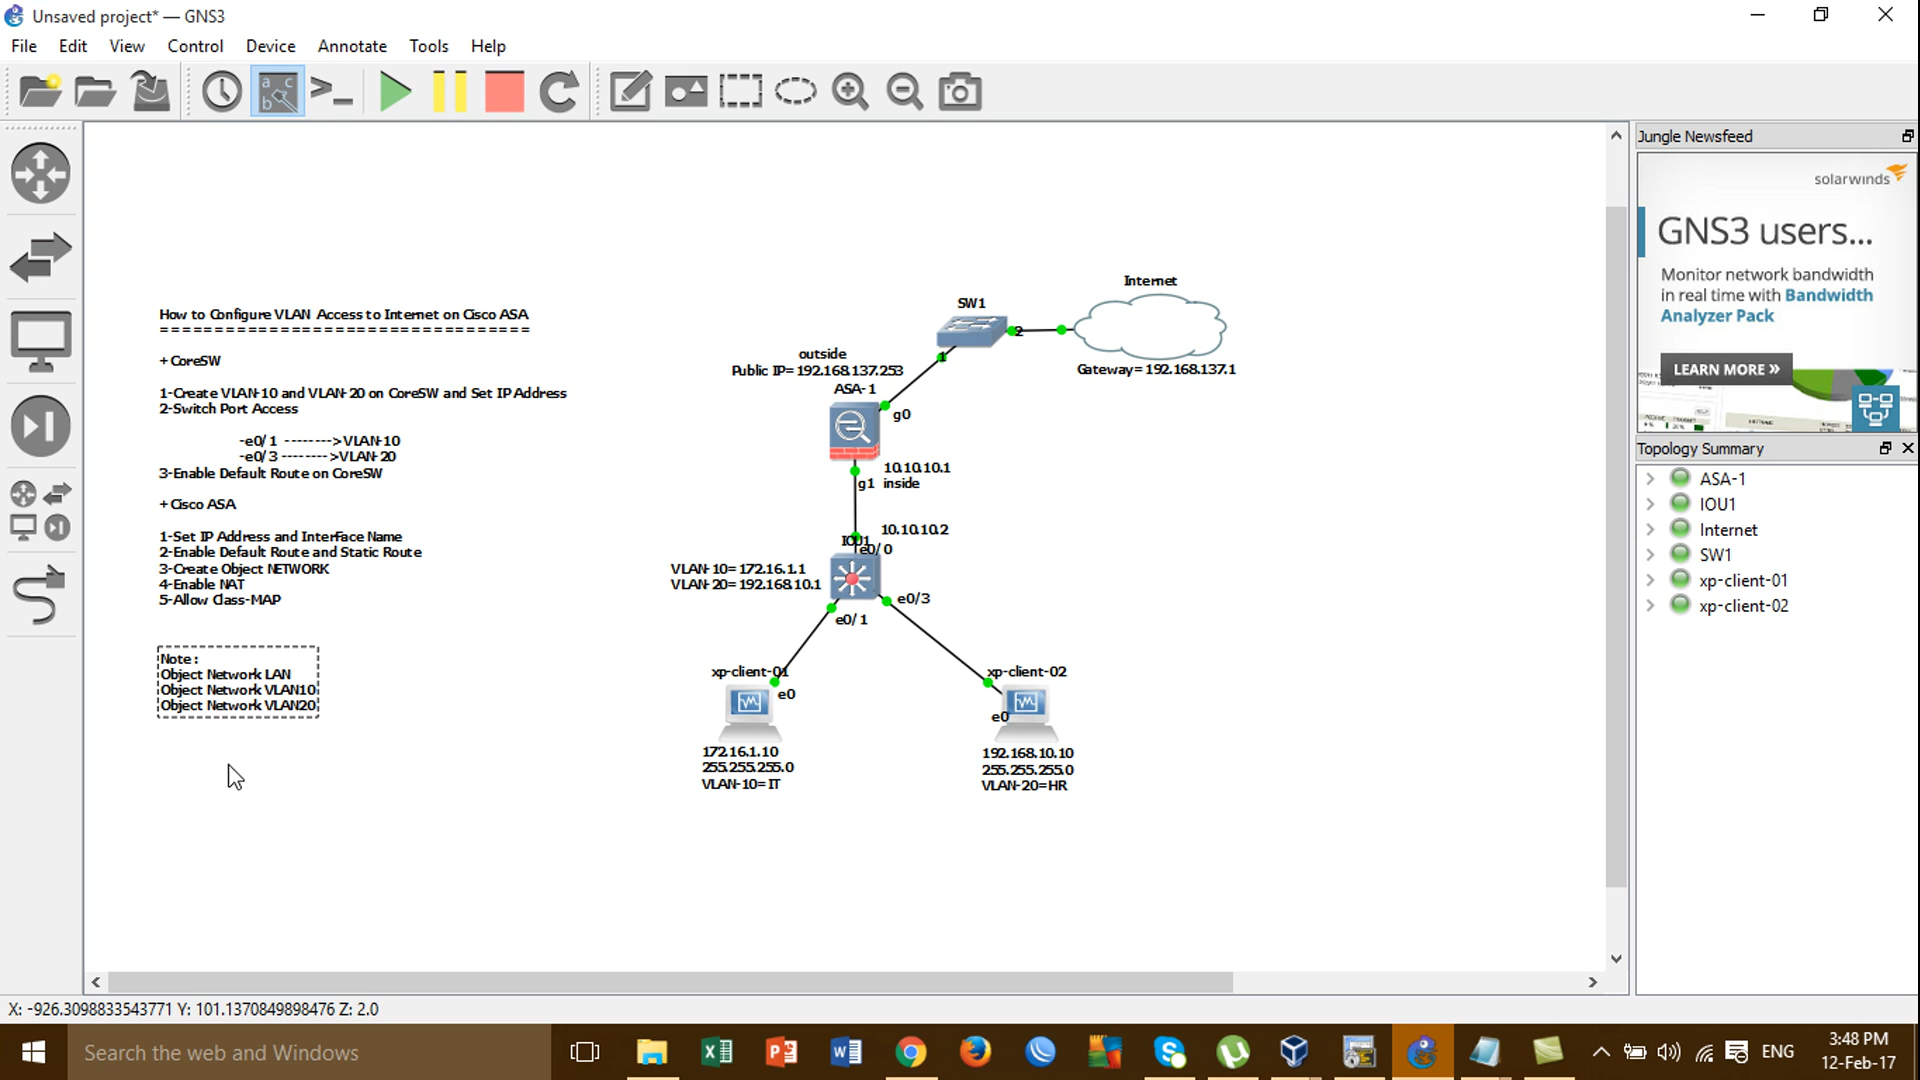 Unsaved project* — GNS3
File Edit View Control Device Annotate Tools Help
Jungle Newsfeed
solarwinds
GNS3 users...
Monitor network bandwidth
in real time with Bandwidth
Analyzer Pack
LEARN MORE »
Topology Summary
ASA-1
IOU1
Internet
SW1
xp-client-01
xp-client-02
How to Configure VLAN Access to Internet on Cisco ASA
==================================
+CoreSW
1-Create VLAN-10 and VLAN-20 on CoreSW and Set IP Address
2-Switch Port Access
-e0/1 -------->VLAN-10
-e0/3 -------->VLAN-20
3-Enable Default Route on CoreSW
+Cisco ASA
1-Set IP Address and InterFace Name
2-Enable Default Route and Static Route
3-Create Object NETWORK
4-Enable NAT
5-Allow Class-MAP
Note :
Object Network LAN
Object Network VLAN10
Object Network VLAN20
Internet
SW1
2
1
Gateway=192.168.137.1
outside
Public IP=192.168.137.253
ASA-1
g0
10.10.10.1
g1 inside
10.10.10.2
IOU1
e0/0
VLAN-10=172.16.1.1
VLAN-20=192.168.10.1
e0/3
e0/1
xp-client-01
e0
172.16.1.10
255.255.255.0
VLAN-10=IT
xp-client-02
e0
192.168.10.10
255.255.255.0
VLAN-20=HR
X: -926.3098833543771 Y: 101.1370849898476 Z: 2.0
Search the web and Windows
ENG
3:48 PM
12-Feb-17